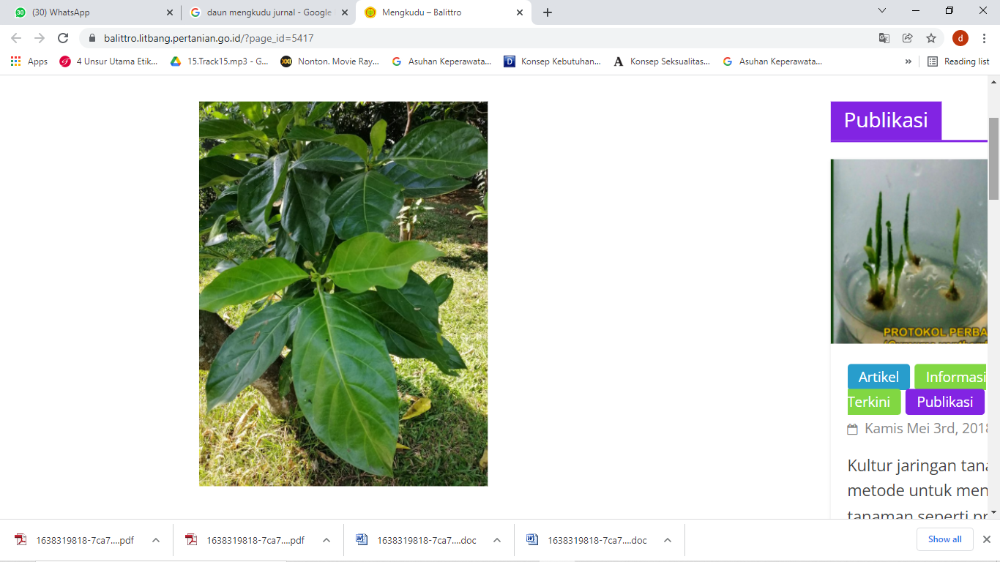 30
(30) WhatsApp
daun mengkudu jurnal - Google
Mengkudu – Balittro
balittro.litbang.pertanian.go.id/?page_id=5417
d
Apps
4 Unsur Utama Etik...
15.Track15.mp3 - G...
XXI
Nonton. Movie Ray...
Asuhan Keperawata...
D
Konsep Kebutuhan...
A
Konsep Seksualitas...
Asuhan Keperawata...
»
Reading list
Publikasi
PROTOKOL PERBA
Artikel
Informasi
Terkini
Publikasi
Kamis Mei 3rd, 2018
Kultur jaringan tana
metode untuk men
tanaman seperti pr
1638319818-7ca7....pdf
1638319818-7ca7....pdf
1638319818-7ca7....doc
1638319818-7ca7....doc
Show all